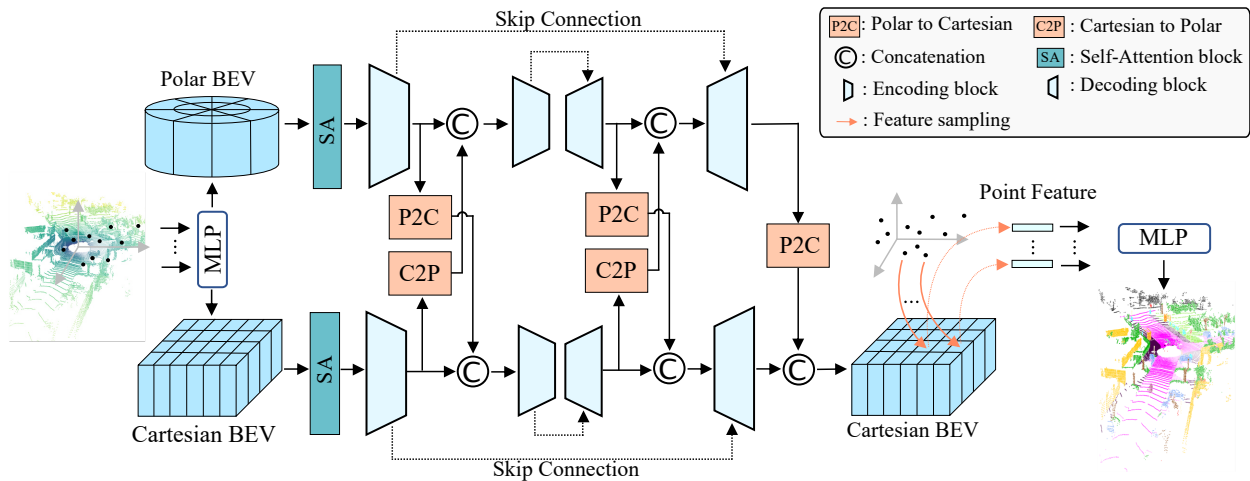 Skip Connection
P2C : Polar to Cartesian
C2P : Cartesian to Polar
C : Concatenation
SA : Self-Attention block
: Encoding block
: Decoding block
: Feature sampling
Polar BEV
SA
C
C
P2C
P2C
Point Feature
MLP
MLP
P2C
C2P
C2P
...
SA
C
C
C
Cartesian BEV
Cartesian BEV
Skip Connection